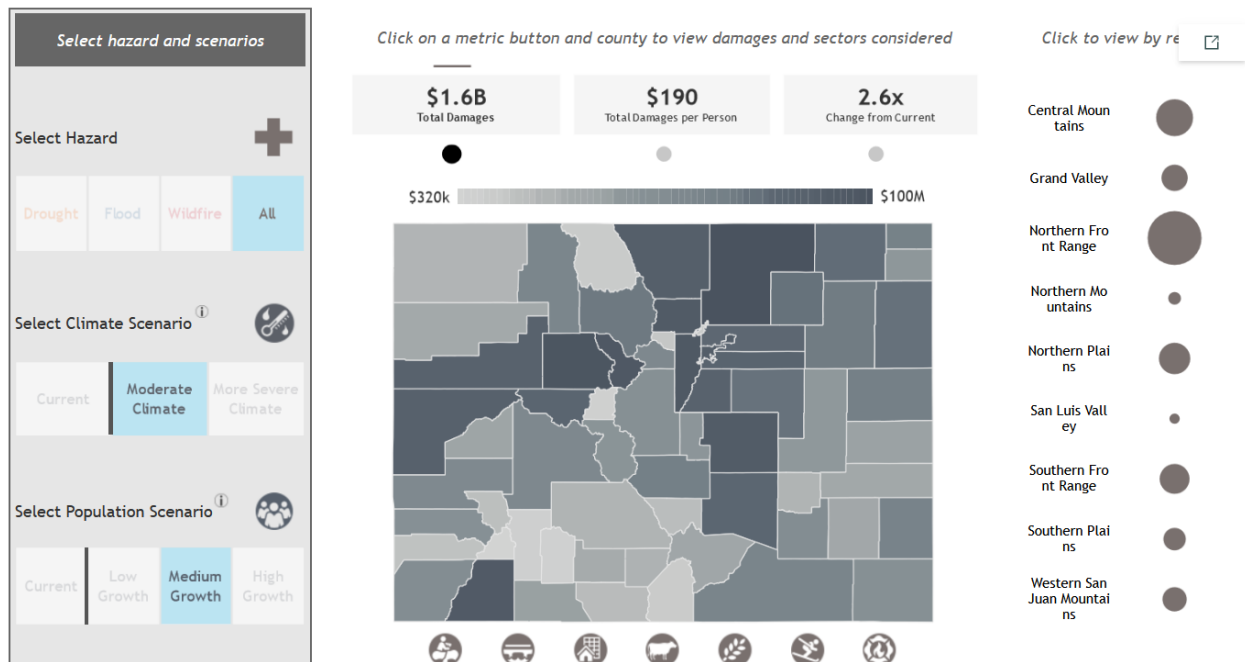 Select hazard and scenarios
Select Hazard
Drought
Flood
Wildfire
All
Select Climate Scenario
i
Current
Moderate
Climate
More Severe
Climate
Select Population Scenario
i
Current
Low
Growth
Medium
Growth
High
Growth
Click on a metric button and county to view damages and sectors considered
$1.6B
Total Damages
$190
Total Damages per Person
2.6x
Change from Current
$320k
$100M
Click to view by re
Central Moun
tains
Grand Valley
Northern Fro
nt Range
Northern Mo
untains
Northern Plai
ns
San Luis Vall
ey
Southern Fro
nt Range
Southern Plai
ns
Western San
Juan Mountai
ns